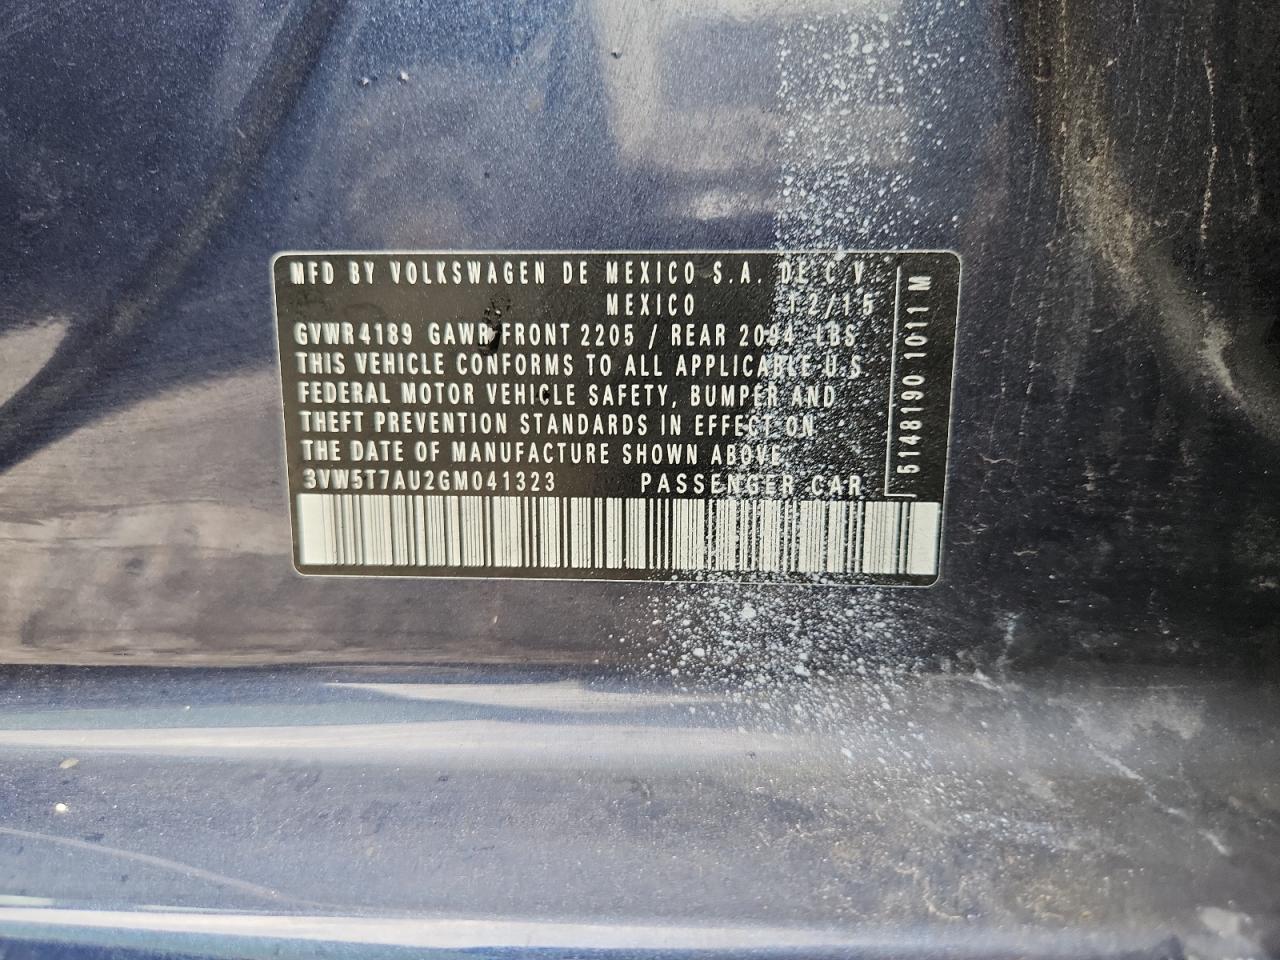 MFD BY VOLKSWAGEN DE MEXICO S.A. DE C.V.
MEXICO 12/15
GVWR 4189 GAWR FRONT 2205 / REAR 2094 LBS
THIS VEHICLE CONFORMS TO ALL APPLICABLE U.S.
FEDERAL MOTOR VEHICLE SAFETY, BUMPER AND
THEFT PREVENTION STANDARDS IN EFFECT ON
THE DATE OF MANUFACTURE SHOWN ABOVE.
3VW5T7AU2GM041323 PASSENGER CAR
5148190 1011 M